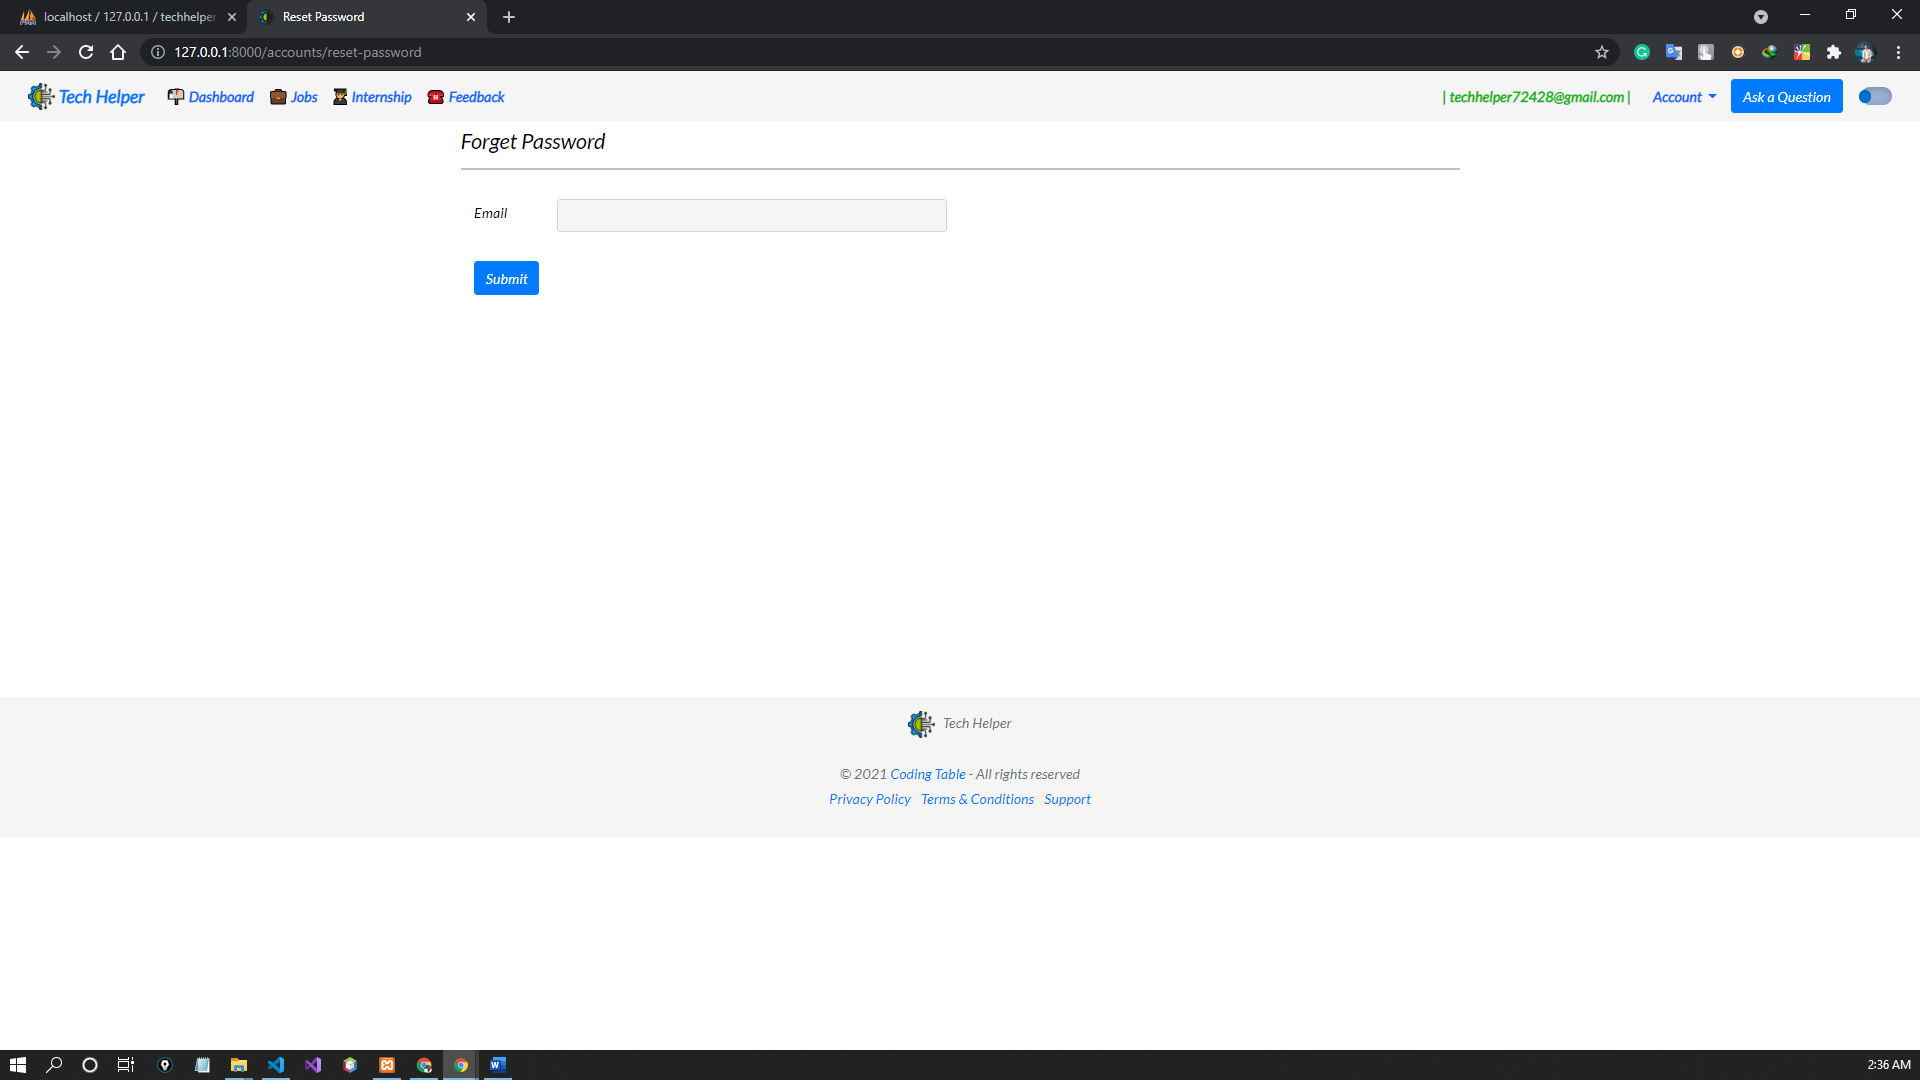 localhost / 127.0.0.1 / techhelper
Reset Password
127.0.0.1:8000/accounts/reset-password
Tech Helper Dashboard Jobs Internship Feedback | techhelper72428@gmail.com | Account Ask a Question
Forget Password
Email
Submit
Tech Helper
© 2021 Coding Table - All rights reserved
Privacy Policy Terms & Conditions Support
2:36 AM